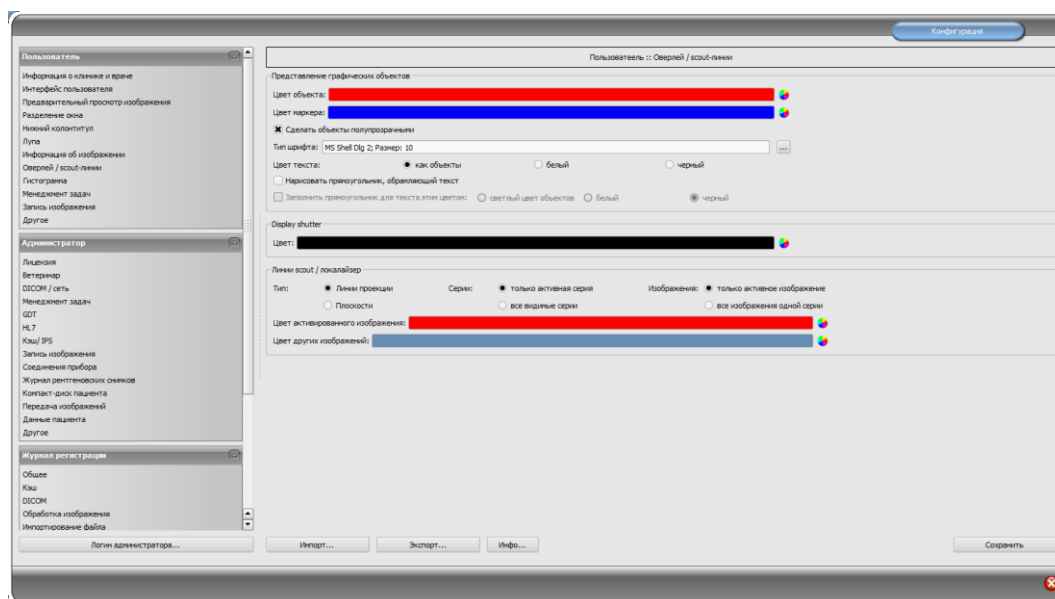 Конфигурация
Пользователь
Информация о клинике и враче
Интерфейс пользователя
Предварительный просмотр изображения
Разделение окна
Нижний колонтитул
Лупа
Информация об изображении
Оверлей / scout-линии
Гистограмма
Менеджмент задач
Запись изображения
Другое
Администратор
Лицензия
Ветеринар
DICOM / сеть
Менеджмент задач
GDT
HL7
Кэш/ IPS
Запись изображения
Соединения прибора
Журнал рентгеновских снимков
Компакт-диск пациента
Передача изображений
Данные пациента
Другое
Журнал регистрации
Общее
Кэш
DICOM
Обработка изображения
Импортирование файла
Логин администратора...
Пользоватеель :: Оверлей / scout-линии
Представление графических объектов
Цвет объекта:
Цвет маркера:
Сделать объекты полупрозрачными
Тип шрифта: MS Shell Dlg 2; Размер: 10 ...
Цвет текста: как объекты белый черный
Нарисовать прямоугольник, обрамляющий текст
Заполнить прямоугольник для текста этим цветом: светлый цвет объектов белый черный
Display shutter
Цвет:
Линии scout / локалайзер
Тип: Линии проекции Серии: только активная серия Изображения: только активное изображение
Плоскости все видимые серии все изображения одной серии
Цвет активированного изображения:
Цвет других изображений:
Импорт... Экспорт... Инфо... Сохранить